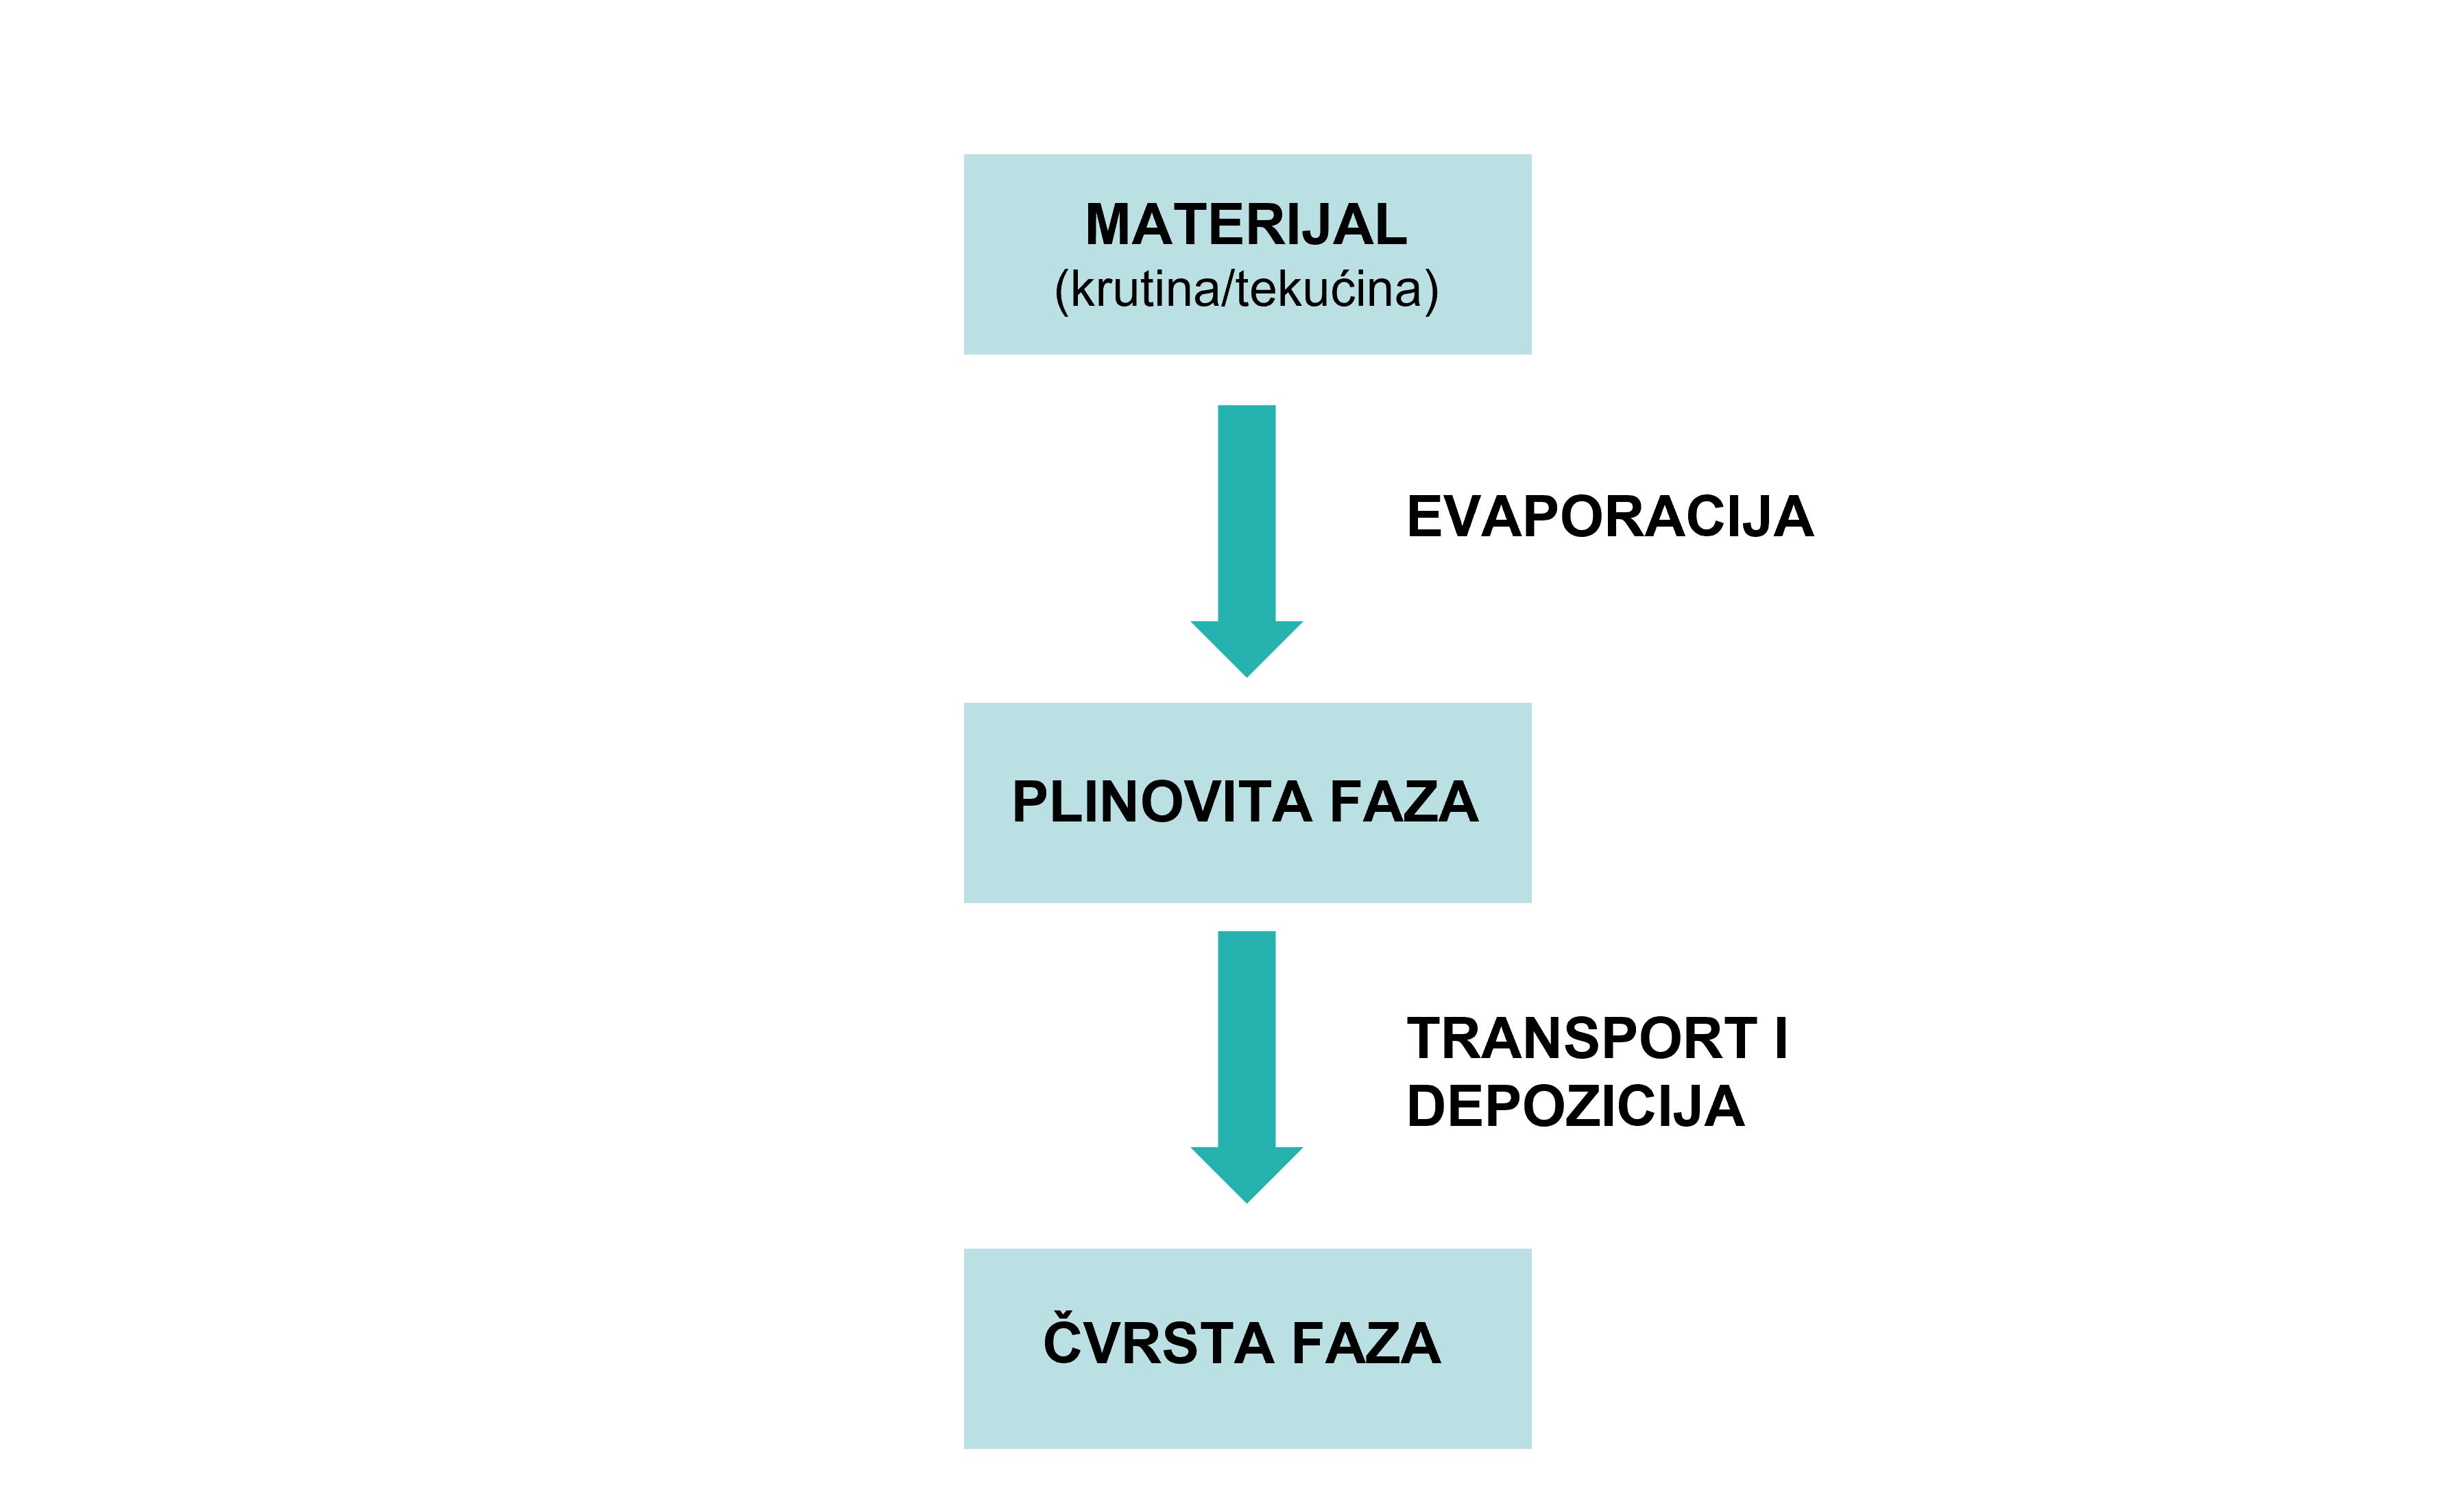 MATERIJAL
(krutina/tekućina)
EVAPORACIJA
PLINOVITA FAZA
TRANSPORT I
DEPOZICIJA
ČVRSTA FAZA